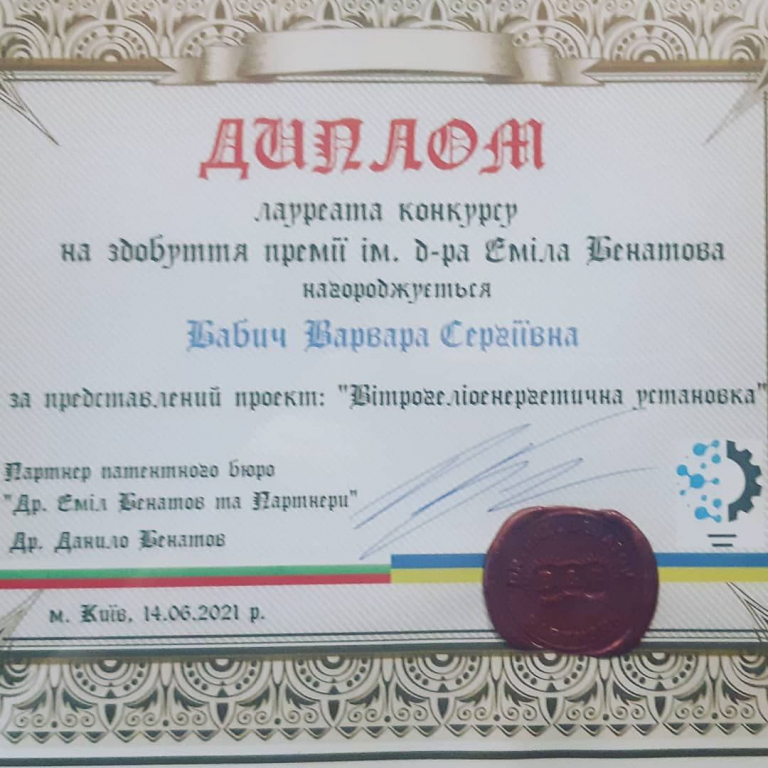 ДИПЛОМ
лауреата конкурсу
на здобуття премії ім. д-ра Еміла Бенатова
нагороджується
Бабич Варвара Сергіївна
за представлений проект: "Вітрогеліоенергетична установка"
Партнер патентного бюро
"Др. Еміл Бенатов та Партнери"
Др. Данило Бенатов
м. Київ, 14.06.2021 р.